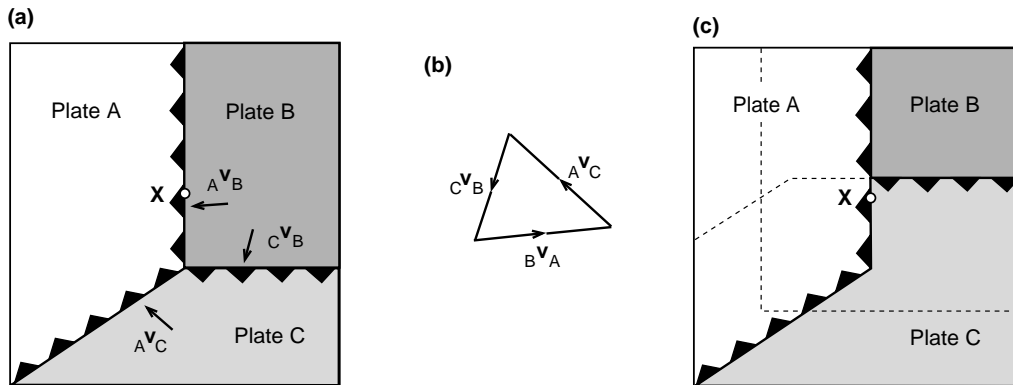 (a)
Plate A
Plate B
X
AvB
CvB
AvC
Plate C
(b)
CvB
AvC
BvA
(c)
Plate A
Plate B
X
Plate C